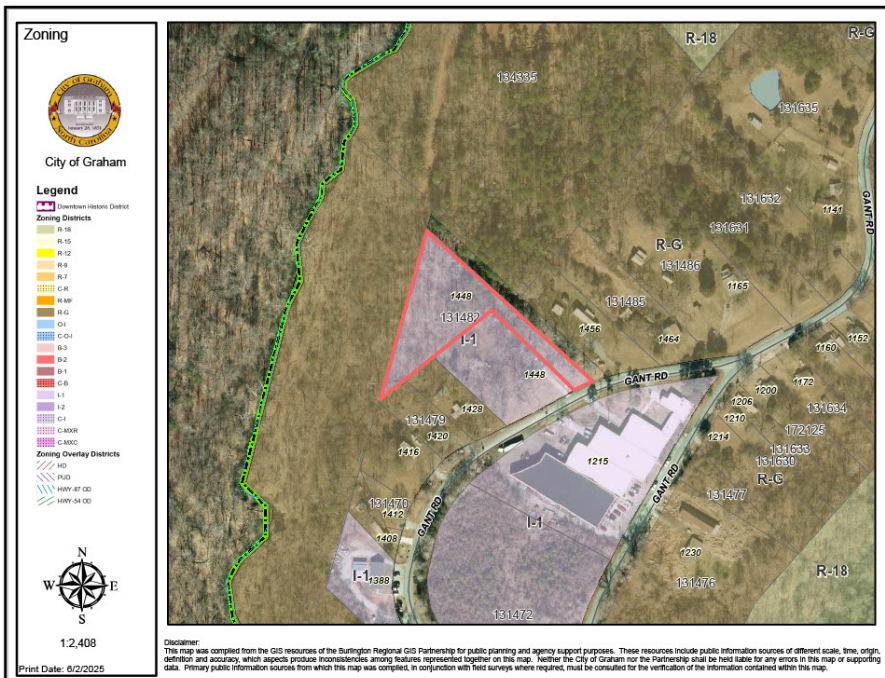 Zoning
City of Graham
North Carolina
City of Graham
Legend
Downtown Historic District
Zoning Districts
R-18
R-15
R-12
R-9
R-7
C-R
R-MF
R-G
O-I
C-O-I
B-3
B-2
B-1
C-B
I-1
I-2
C-I
C-MXR
C-MXC
Zoning Overlay Districts
HD
PUD
HWY-87 OD
HWY-54 OD
N
W E
S
1:2,408
Print Date: 6/2/2025
R-18
R-G
134335
131635
131632
1141
131631
GANT RD
R-G
131486
1165
1448
131485
131482
1456
I-1
1464
1152
1160
1448
GANT RD
1172
1200
1428
1206
131634
131479
1210
1420
172125
1214
1416
131633
1215
131630
GANT RD
R-G
131477
131470
GANT RD
1412
I-1
1408
1230
R-18
I-1
1388
131476
131472
Disclaimer:
This map was compiled from the GIS resources of the Burlington Regional GIS Partnership for public planning and agency support purposes. These resources include public information sources of different scale, time, origin,
definition and accuracy, which aspects produce inconsistencies among features represented together on this map. Neither the City of Graham nor the Partnership shall be held liable for any errors in this map or supporting
data. Primary public information sources from which this map was compiled, in conjunction with field surveys where required, must be consulted for the verification of the information contained within this map.